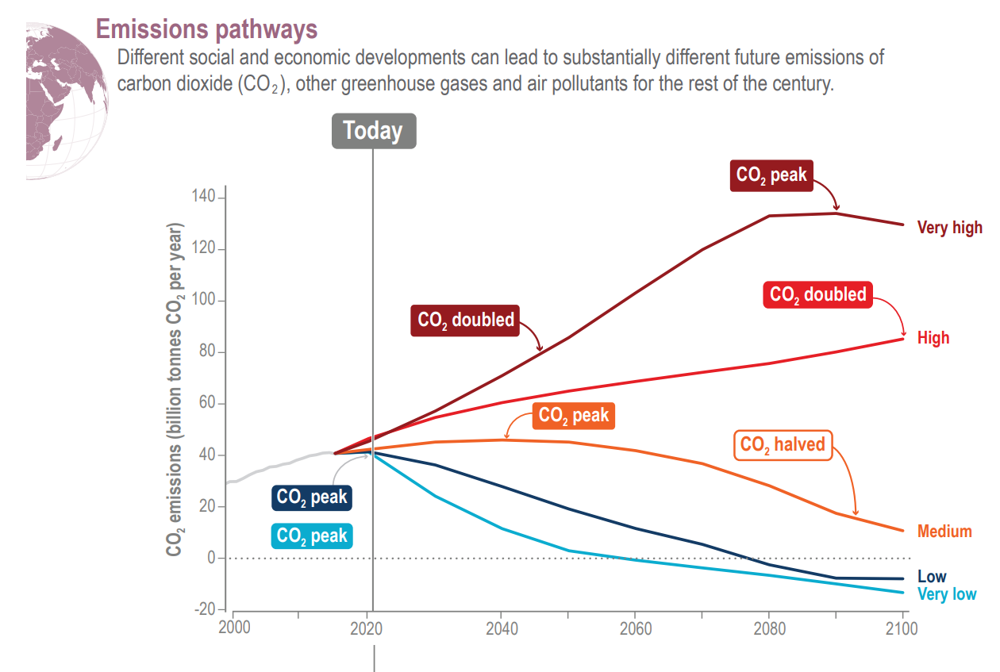 Emissions pathways
Different social and economic developments can lead to substantially different future emissions of
carbon dioxide (CO₂), other greenhouse gases and air pollutants for the rest of the century.
Today
CO₂ emissions (billion tonnes CO₂ per year)
140
120
100
80
60
40
20
0
-20
CO₂ peak
Very high
CO₂ doubled
CO₂ doubled
High
CO₂ peak
CO₂ halved
Medium
CO₂ peak
CO₂ peak
Low
Very low
2000
2020
2040
2060
2080
2100